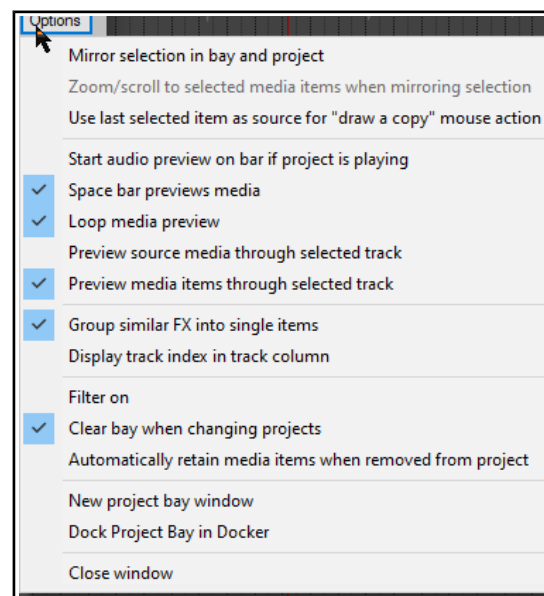 Options
Mirror selection in bay and project
Zoom/scroll to selected media items when mirroring selection
Use last selected item as source for "draw a copy" mouse action
Start audio preview on bar if project is playing
Space bar previews media
Loop media preview
Preview source media through selected track
Preview media items through selected track
Group similar FX into single items
Display track index in track column
Filter on
Clear bay when changing projects
Automatically retain media items when removed from project
New project bay window
Dock Project Bay in Docker
Close window